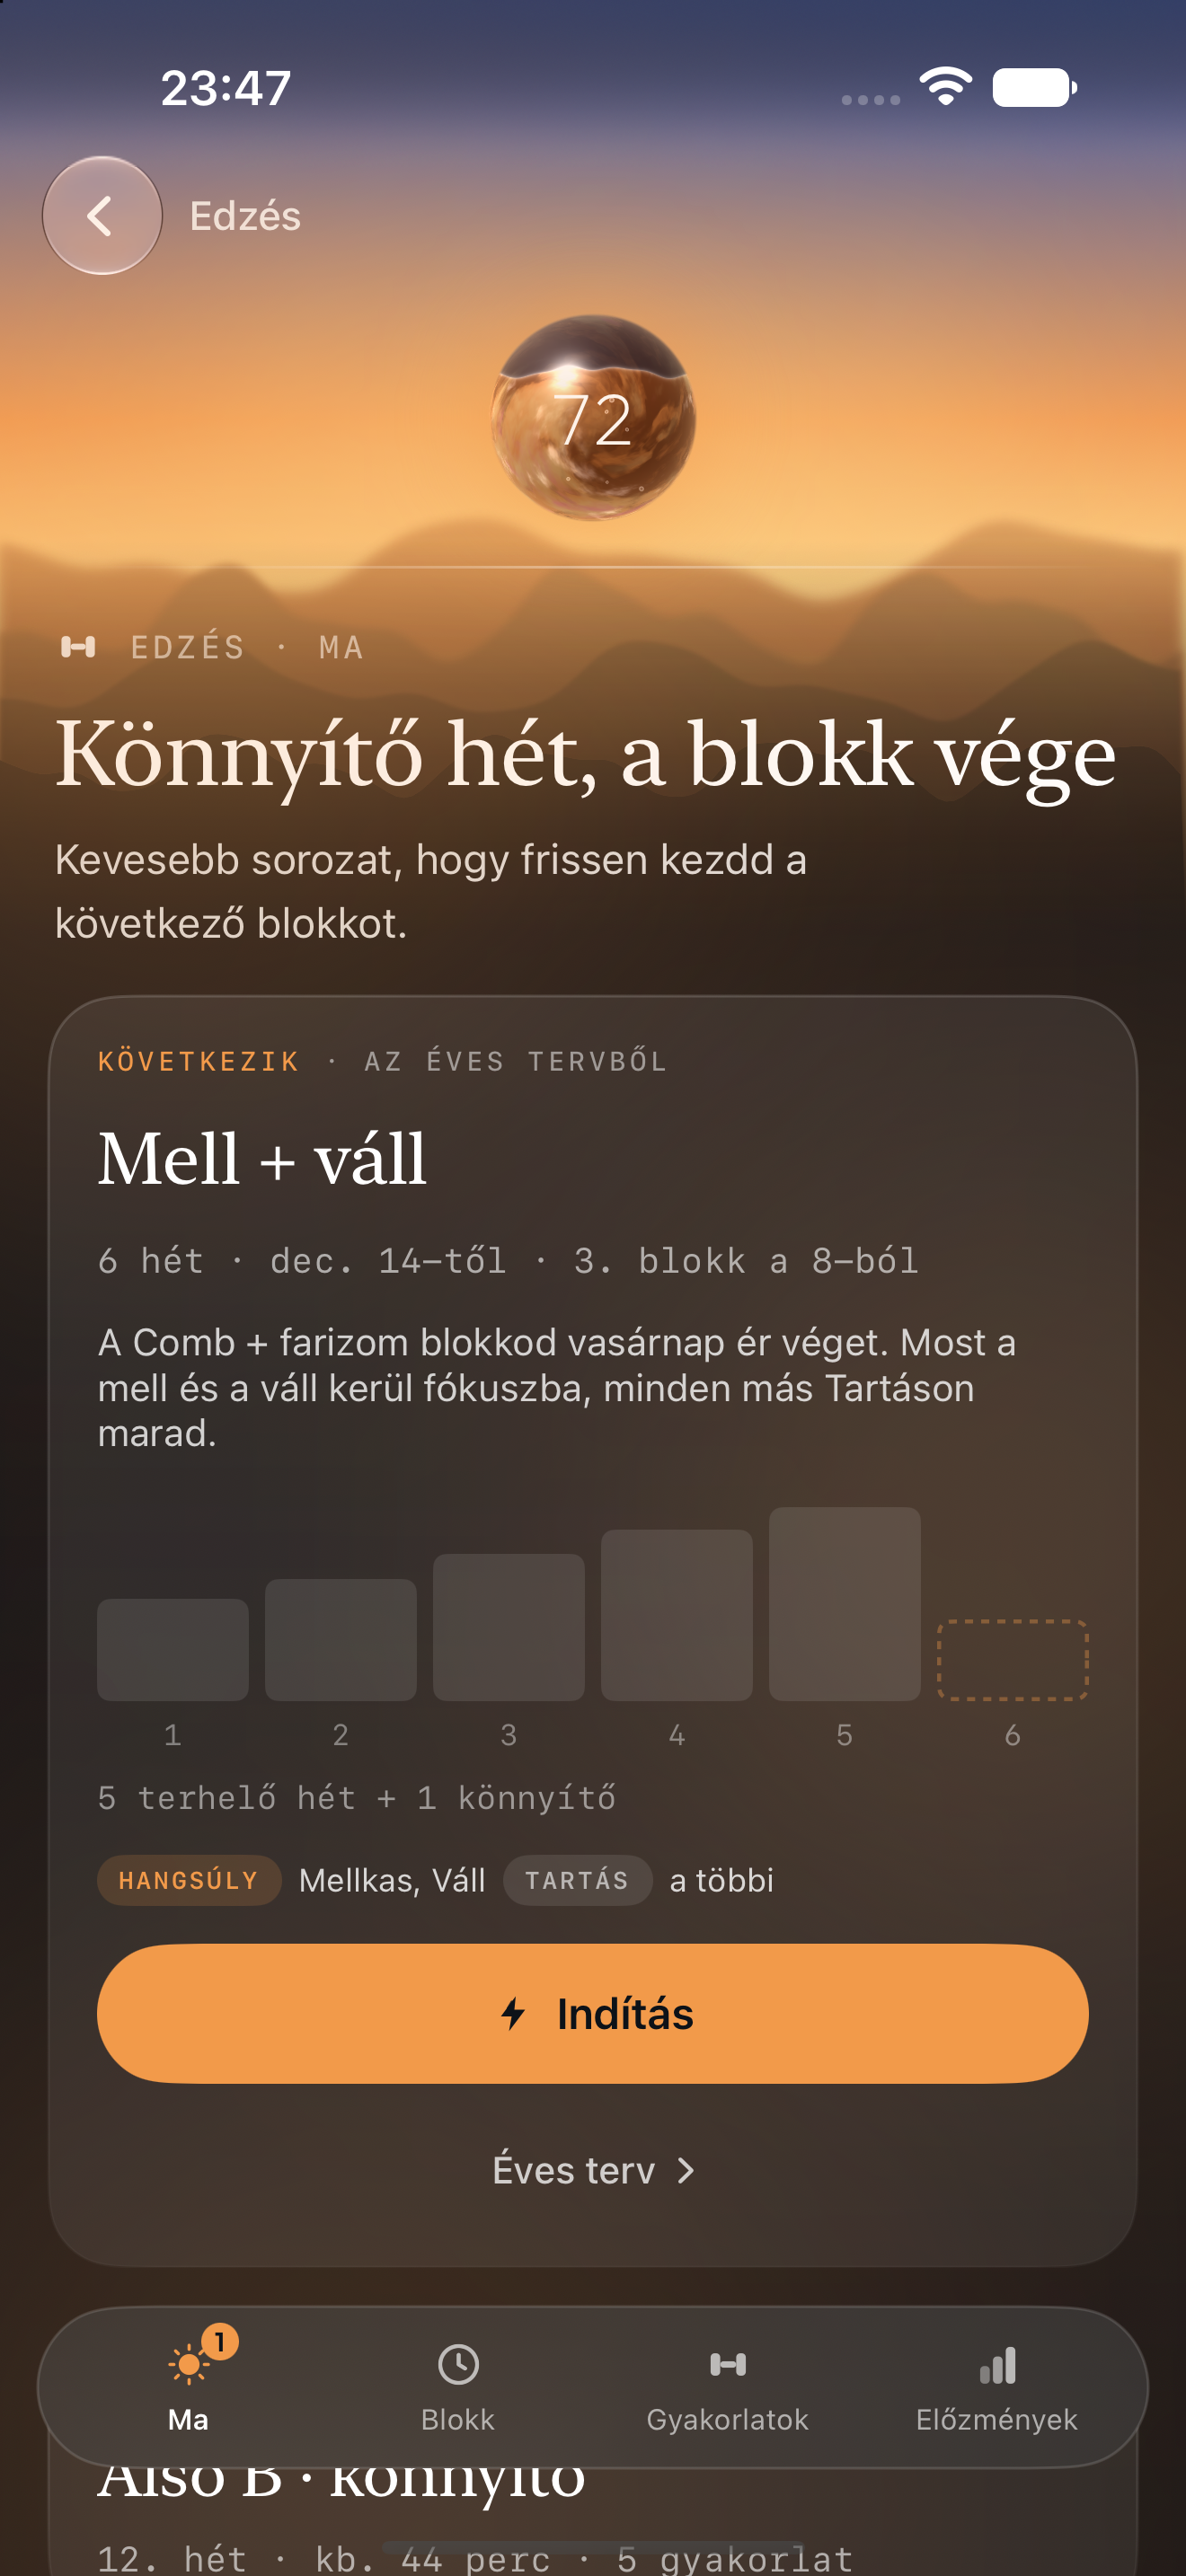 23:47
Edzés
72
EDZÉS · MA
Könnyítő hét, a blokk vége
Kevesebb sorozat, hogy frissen kezdd a
következő blokkot.
KÖVETKEZIK · AZ ÉVES TERVBŐL
Mell + váll
6 hét · dec. 14-től · 3. blokk a 8-ból
A Comb + farizom blokkod vasárnap ér véget. Most a
mell és a váll kerül fókuszba, minden más Tartáson
marad.
1 2 3 4 5 6
5 terhelő hét + 1 könnyítő
HANGSÚLY Mellkas, Váll TARTÁS a többi
Indítás
Éves terv
1
Ma Blokk Gyakorlatok Előzmények
Alsó B · könnyítő
12. hét · kb. 44 perc · 5 gyakorlat